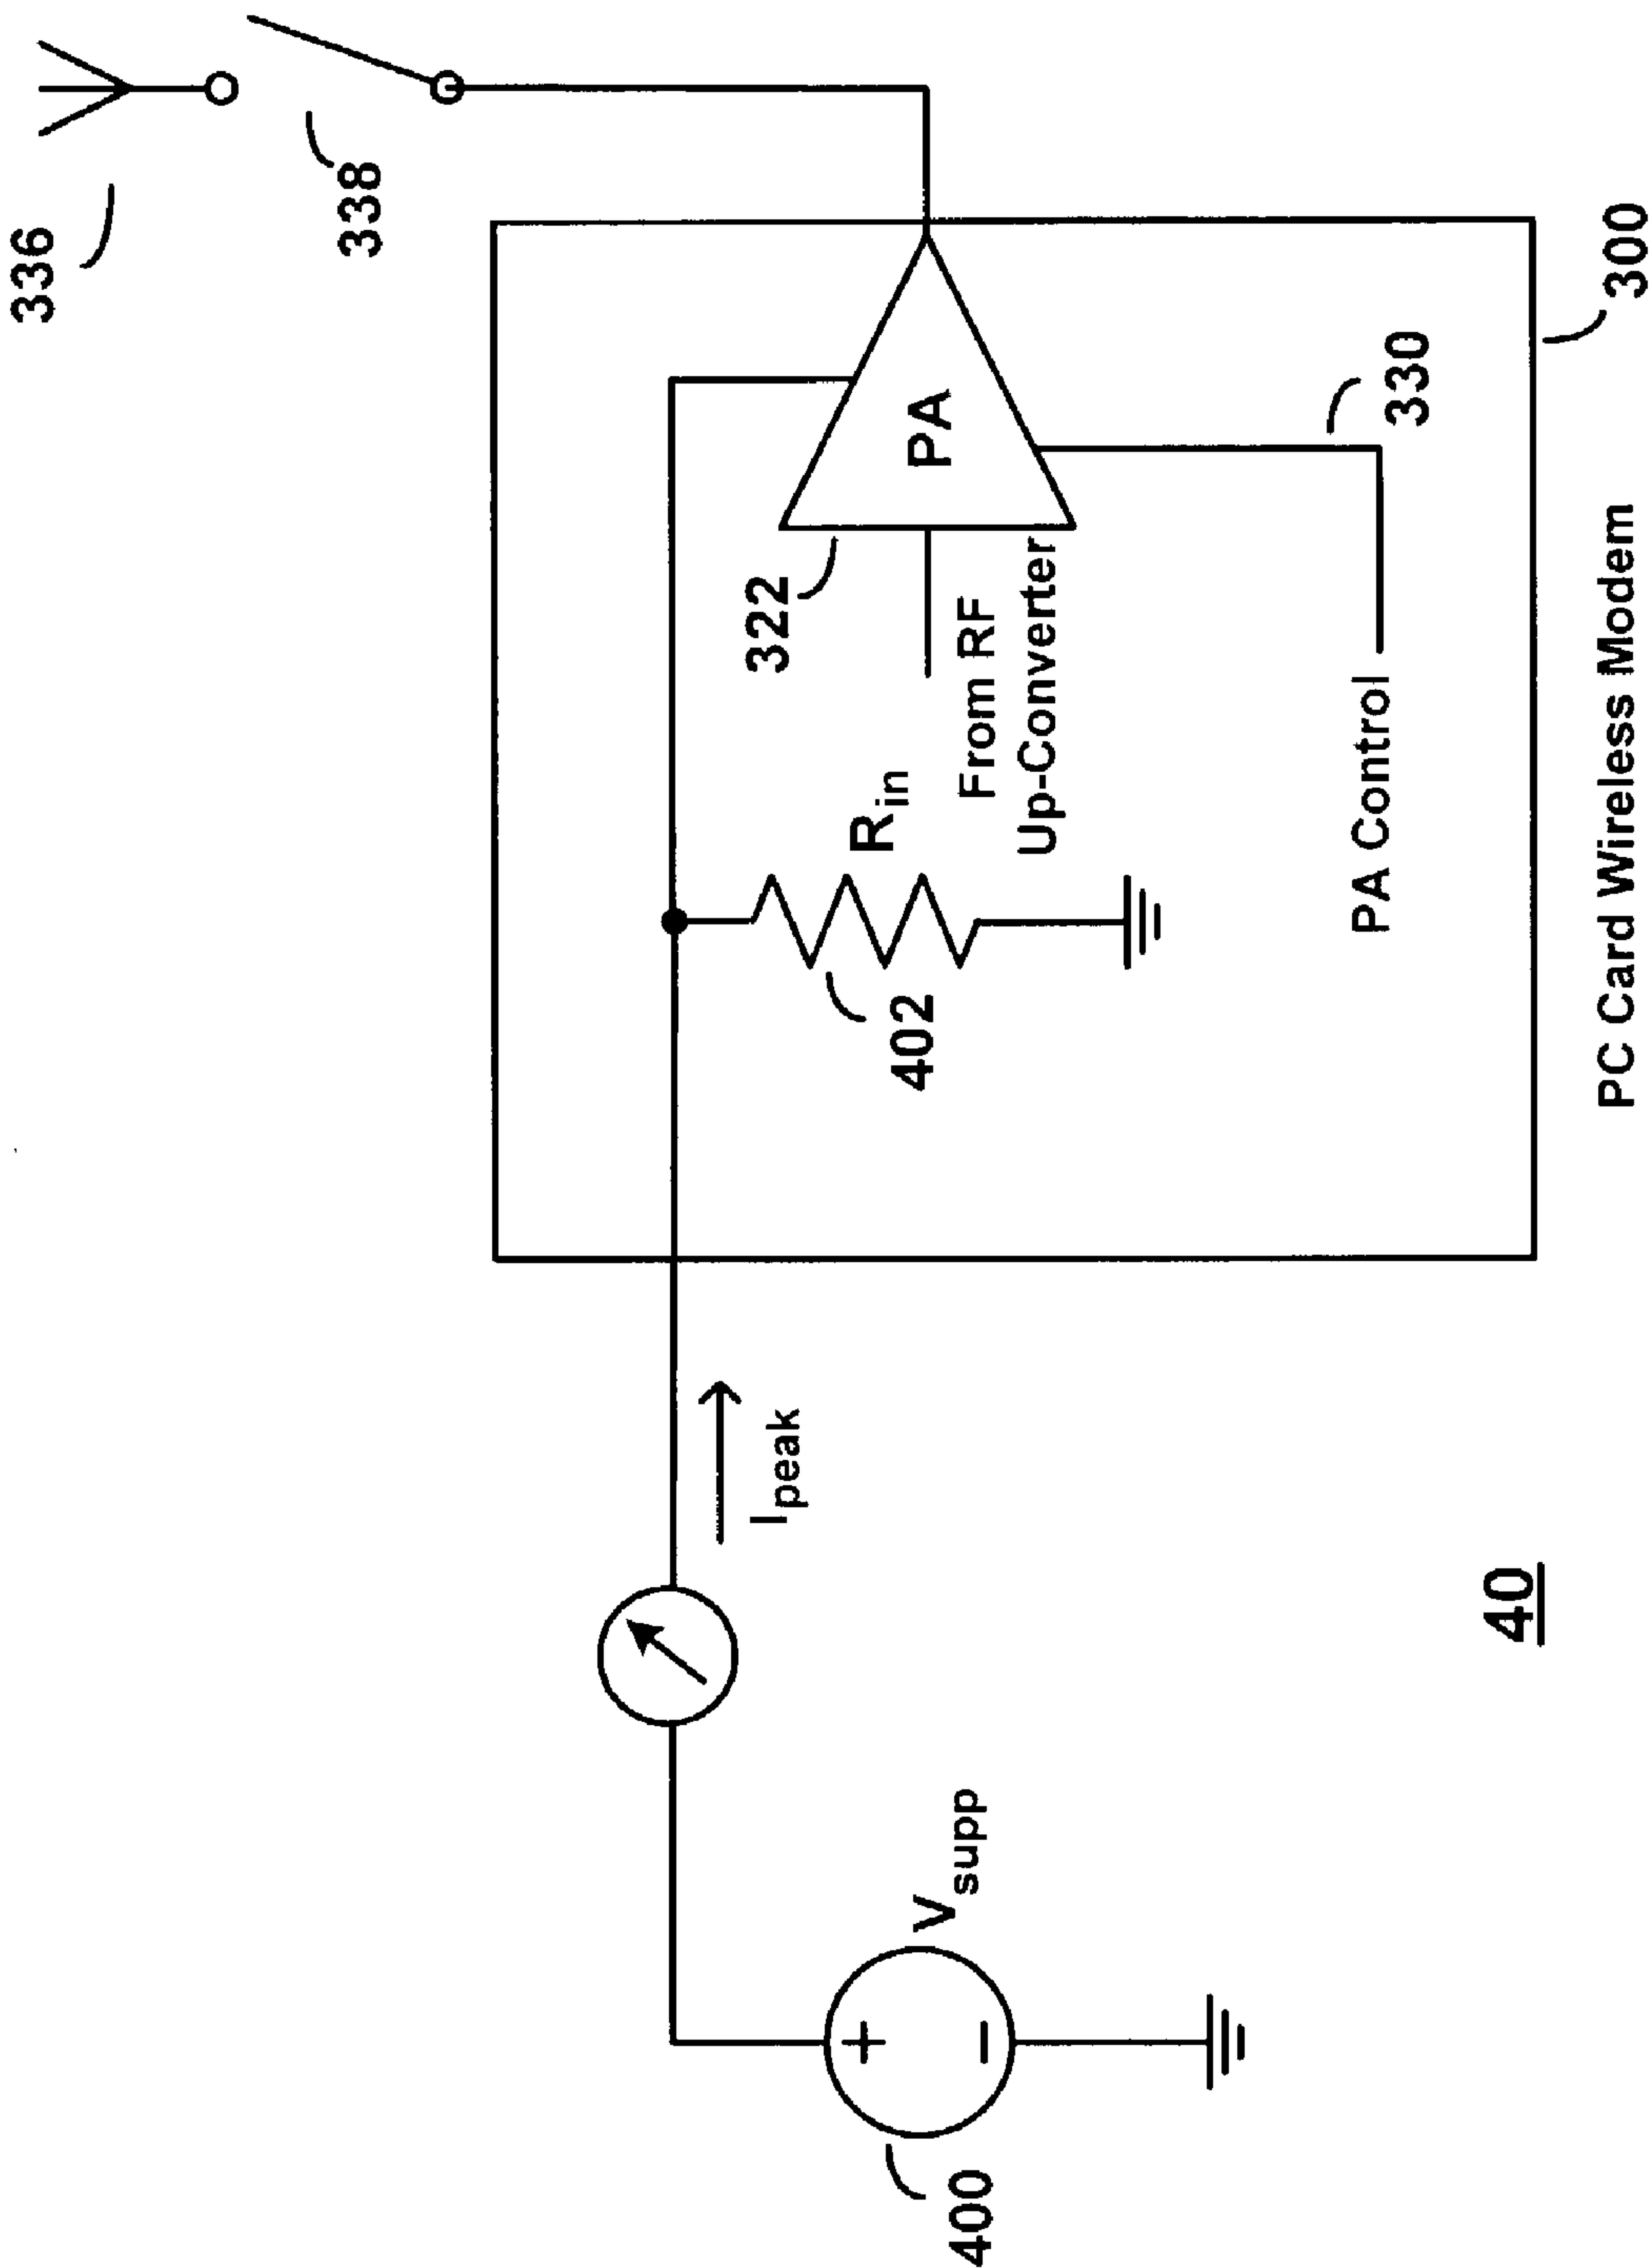 336
338
322
PA
R_in
402
From RF
Up-Converter
330
PA Control
300
PC Card Wireless Modem
I_peak
V_supp
400
+
−
40